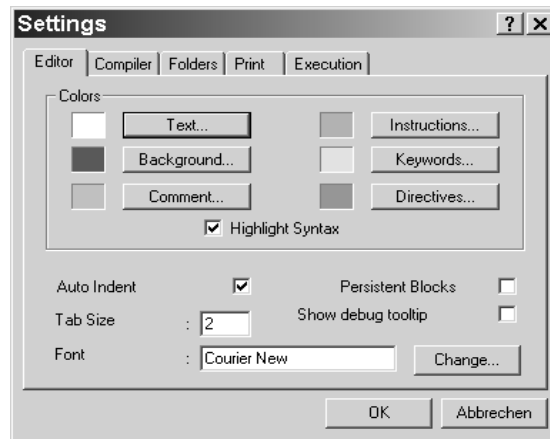 Settings ? X
Editor Compiler Folders Print Execution
Colors
Text... Instructions...
Background... Keywords...
Comment... Directives...
Highlight Syntax
Auto Indent Persistent Blocks
Tab Size : 2 Show debug tooltip
Font : Courier New Change...
OK Abbrechen